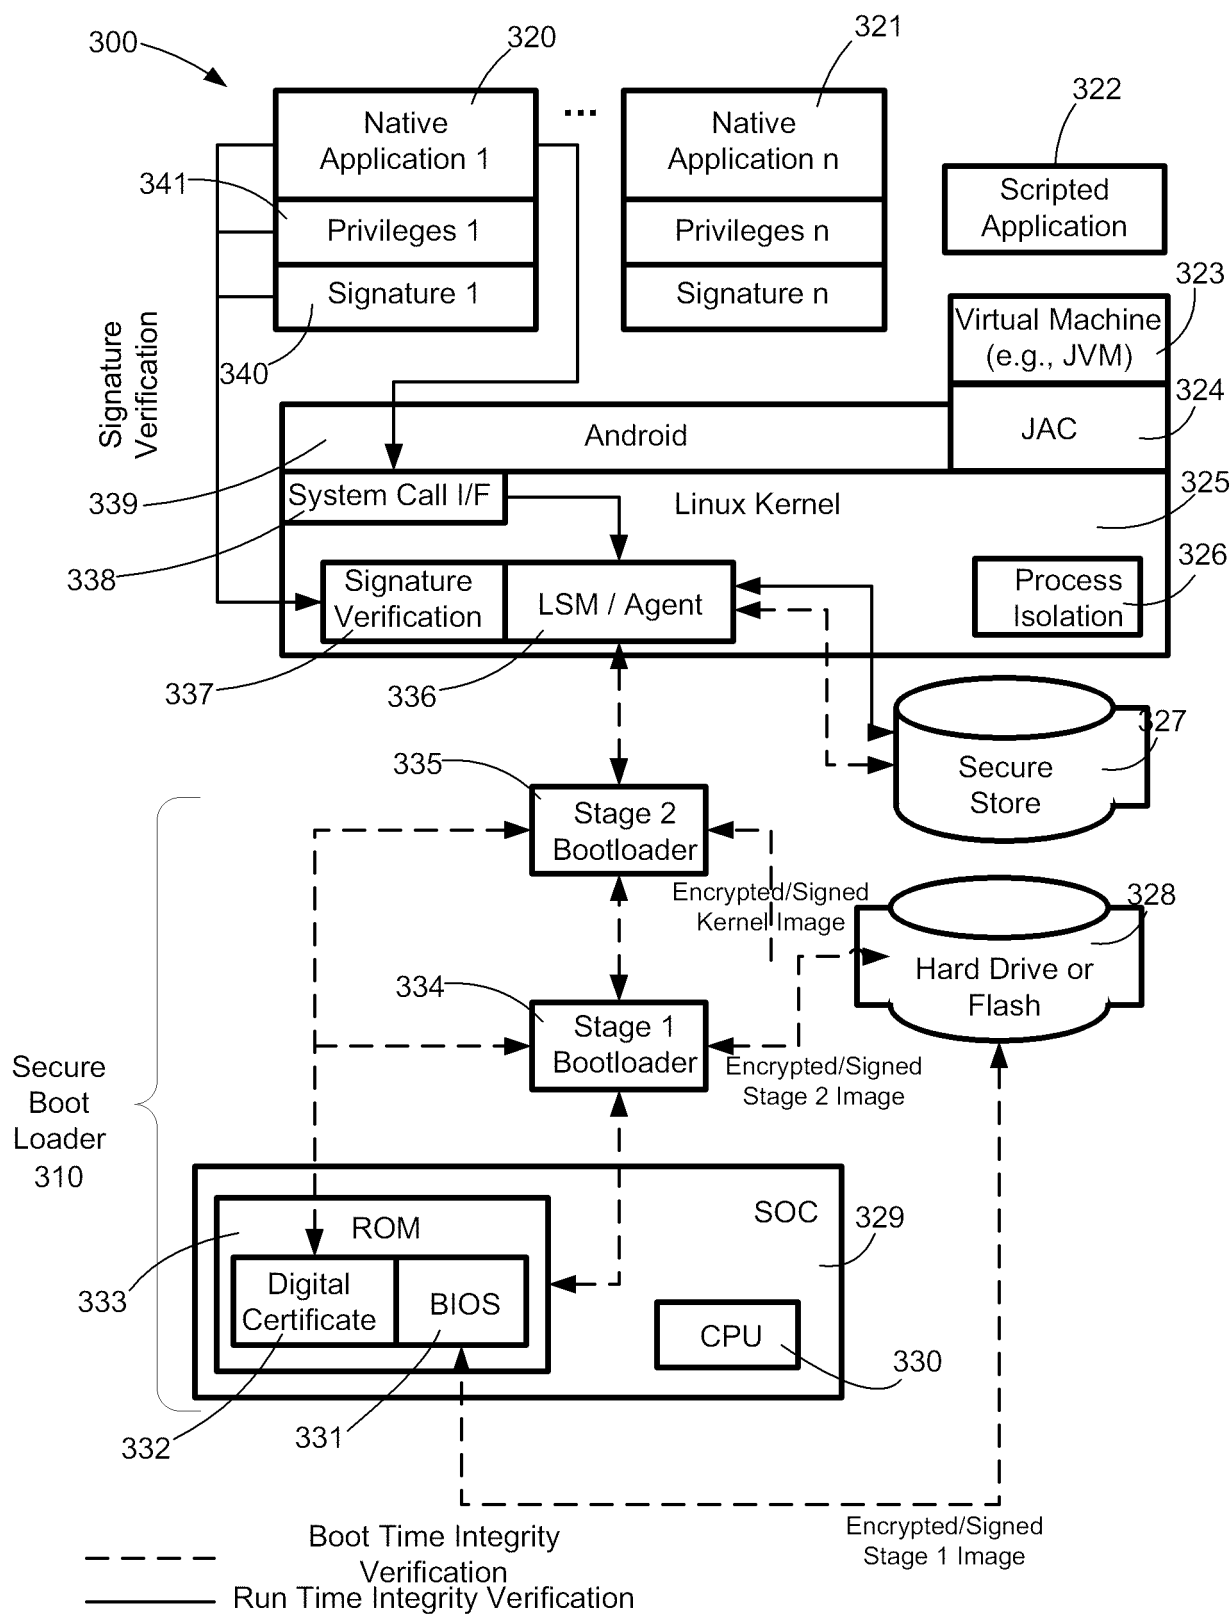 300
320
321
322
Native
Application 1
...
Native
Application n
341
Scripted
Application
Privileges 1
Privileges n
Signature 1
Signature n
323
Virtual Machine
(e.g., JVM)
Signature
Verification
340
324
JAC
Android
339
System Call I/F
Linux Kernel
325
338
326
Signature
Verification
LSM / Agent
Process
Isolation
337
336
327
335
Secure
Store
Stage 2
Bootloader
Encrypted/Signed
Kernel Image
328
334
Hard Drive or
Flash
Stage 1
Bootloader
Encrypted/Signed
Stage 2 Image
Secure
Boot
Loader
310
SOC
329
ROM
333
Digital
Certificate
BIOS
CPU
330
332
331
Encrypted/Signed
Stage 1 Image
Boot Time Integrity
Verification
Run Time Integrity Verification